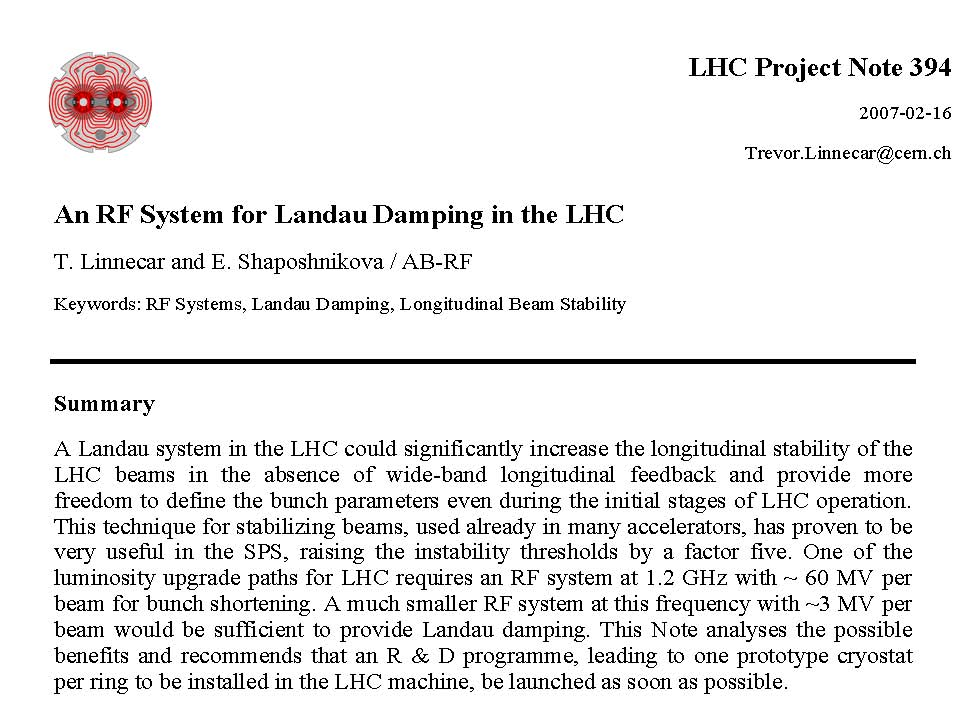 LHC Project Note 394
2007-02-16
Trevor.Linnecar@cern.ch
An RF System for Landau Damping in the LHC
T. Linnecar and E. Shaposhnikova / AB-RF
Keywords: RF Systems, Landau Damping, Longitudinal Beam Stability
Summary
A Landau system in the LHC could significantly increase the longitudinal stability of the
LHC beams in the absence of wide-band longitudinal feedback and provide more
freedom to define the bunch parameters even during the initial stages of LHC operation.
This technique for stabilizing beams, used already in many accelerators, has proven to be
very useful in the SPS, raising the instability thresholds by a factor five. One of the
luminosity upgrade paths for LHC requires an RF system at 1.2 GHz with ~ 60 MV per
beam for bunch shortening. A much smaller RF system at this frequency with ~3 MV per
beam would be sufficient to provide Landau damping. This Note analyses the possible
benefits and recommends that an R & D programme, leading to one prototype cryostat
per ring to be installed in the LHC machine, be launched as soon as possible.